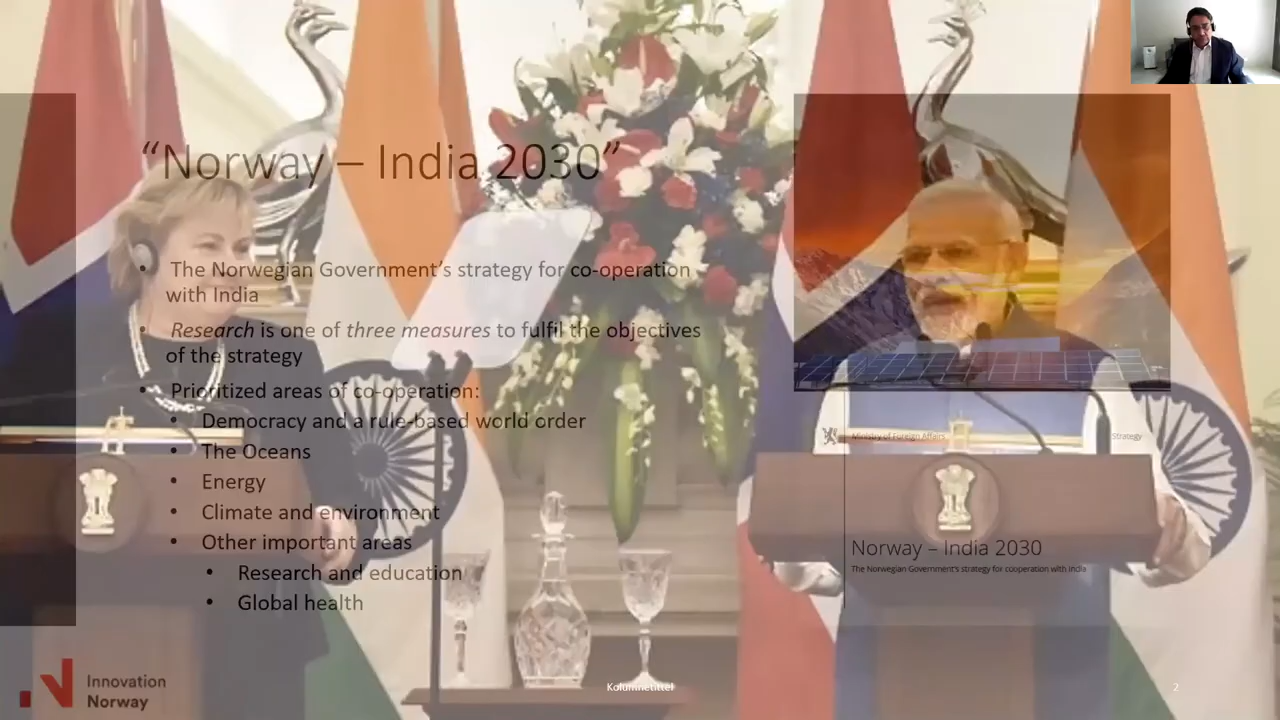 “Norway – India 2030”
• The Norwegian Government’s strategy for co-operation
with India
• Research is one of three measures to fulfil the objectives
of the strategy
• Prioritized areas of co-operation:
• Democracy and a rule-based world order
• The Oceans
• Energy
• Climate and environment
• Other important areas
• Research and education
• Global health
Ministry of Foreign Affairs
Strategy
Norway – India 2030
The Norwegian Government's strategy for cooperation with India
Innovation
Norway
Kolumnetittel
2